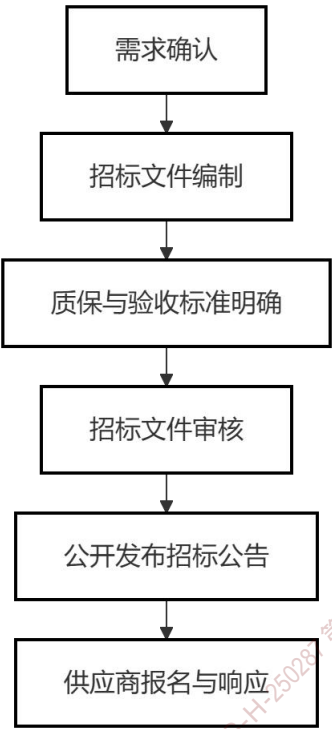 需求确认
招标文件编制
质保与验收标准明确
招标文件审核
公开发布招标公告
供应商报名与响应
-H-250287